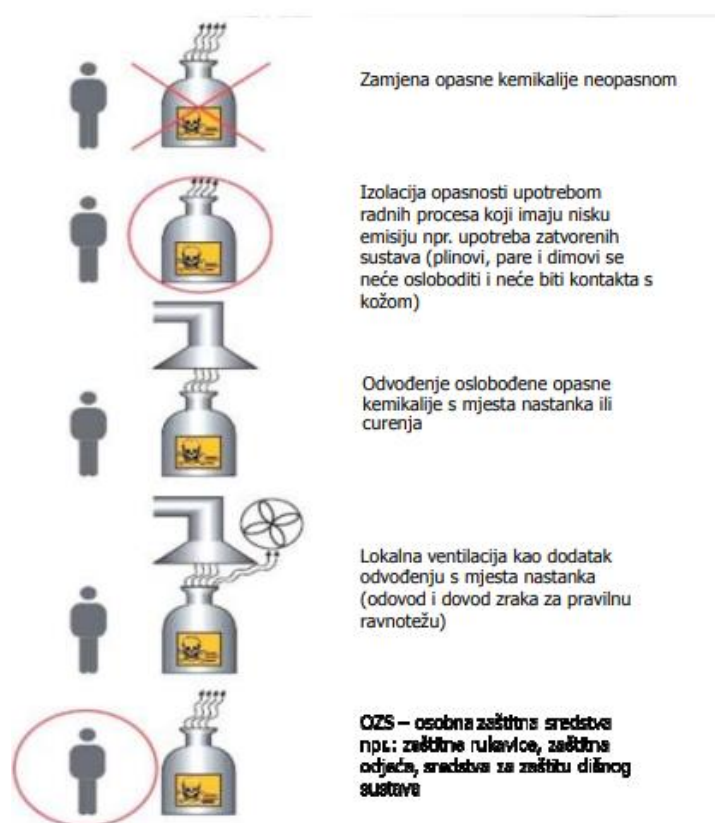 Zamjena opasne kemikalije neopasnom
Izolacija opasnosti upotrebom
radnih procesa koji imaju nisku
emisiju npr. upotreba zatvorenih
sustava (plinovi, pare i dimovi se
neće osloboditi i neće biti kontakta s
kožom)
Odvođenje oslobođene opasne
kemikalije s mjesta nastanka ili
curenja
Lokalna ventilacija kao dodatak
odvođenju s mjesta nastanka
(odovod i dovod zraka za pravilnu
ravnotežu)
OZS – osobna zaštitna sredstva
npr.: zaštitne rukavice, zaštitna
odjeća, sredstva za zaštitu dišnog
sustava